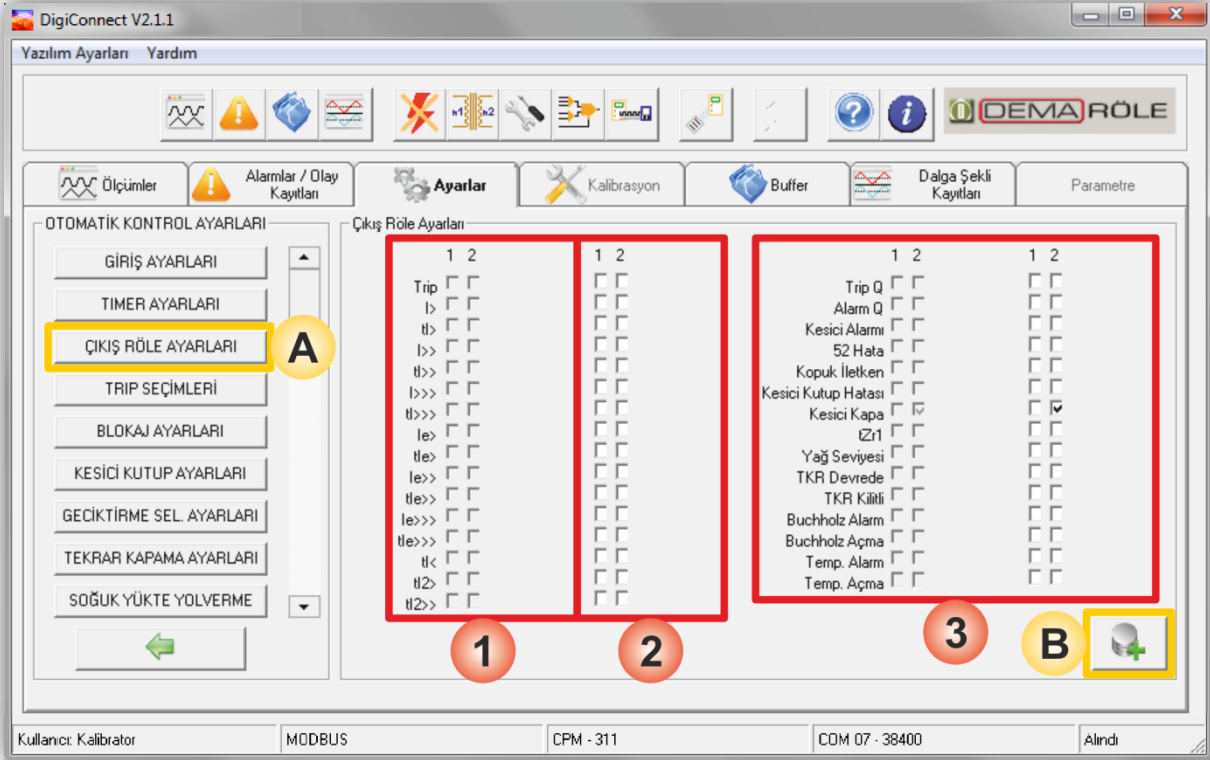 DigiConnect V2.1.1
Yazılım Ayarları Yardım
n1 n2
DEMA RÖLE
Ölçümler
Alarmlar / Olay
Kayıtları
Ayarlar
Kalibrasyon
Buffer
Dalga Şekli
Kayıtları
Parametre
OTOMATİK KONTROL AYARLARI
GİRİŞ AYARLARI
TIMER AYARLARI
ÇIKIŞ RÖLE AYARLARI
TRIP SEÇİMLERİ
BLOKAJ AYARLARI
KESİCİ KUTUP AYARLARI
GECİKTİRME SEL. AYARLARI
TEKRAR KAPAMA AYARLARI
SOĞUK YÜKTE YOLVERME
A
Çıkış Röle Ayarları
1 2
Trip
I>
tI>
I>>
tI>>
I>>>
tI>>>
Ie>
tIe>
Ie>>
tIe>>
Ie>>>
tIe>>>
tI<
tI2>
tI2>>
1
1 2
2
1 2 1 2
Trip Q
Alarm Q
Kesici Alarmı
52 Hata
Kopuk İletken
Kesici Kutup Hatası
Kesici Kapa
tZr1
Yağ Seviyesi
TKR Devrede
TKR Kilitli
Buchholz Alarm
Buchholz Açma
Temp. Alarm
Temp. Açma
3
B
Kullanıcı: Kalibrator
MODBUS
CPM - 311
COM 07 - 38400
Alındı